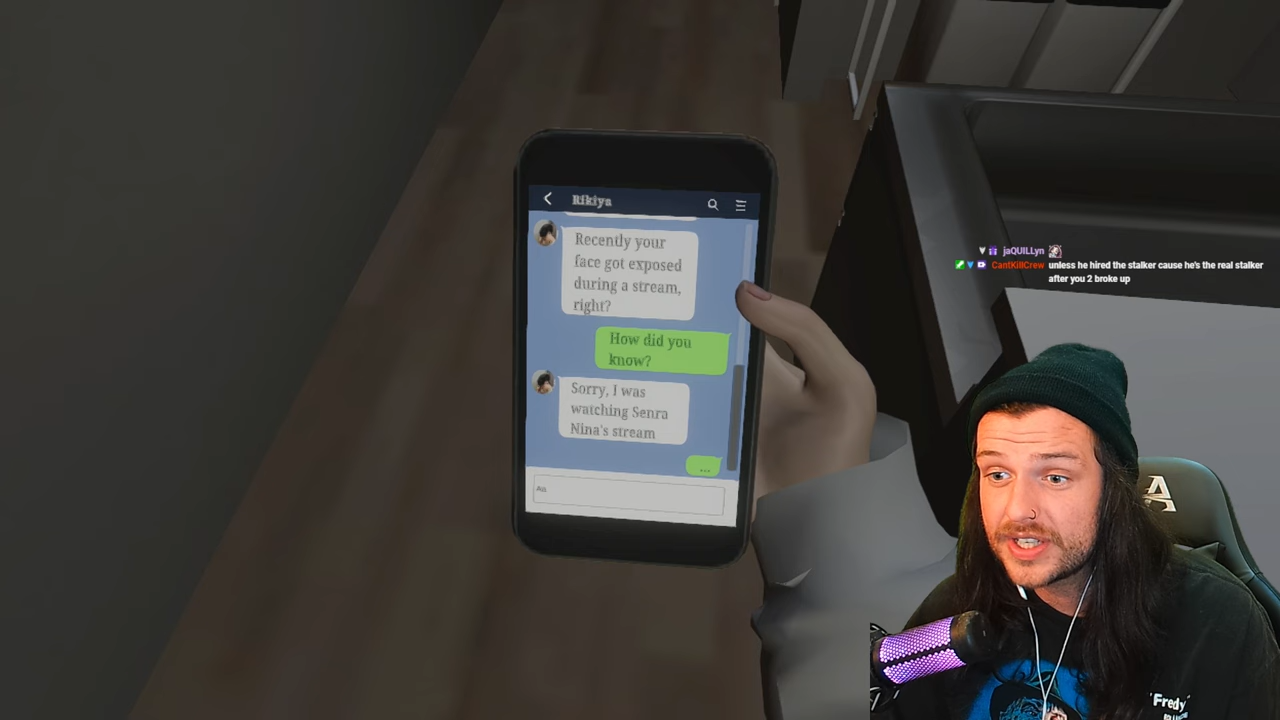 Rikiya
Recently your
face got exposed
during a stream,
right?
How did you
know?
Sorry, I was
watching Senra
Nina's stream
...
Aa
jaQUILLyn
CantKillCrew unless he hired the stalker cause he's the real stalker
after you 2 broke up
"Fredy"